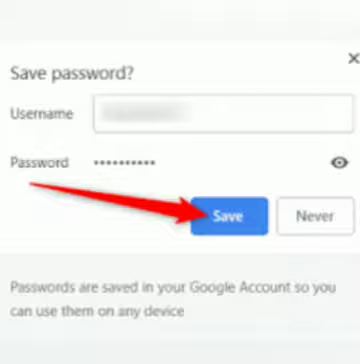 Save password?
Username
Password ••••••••••
Save Never
Passwords are saved in your Google Account so you
can use them on any device